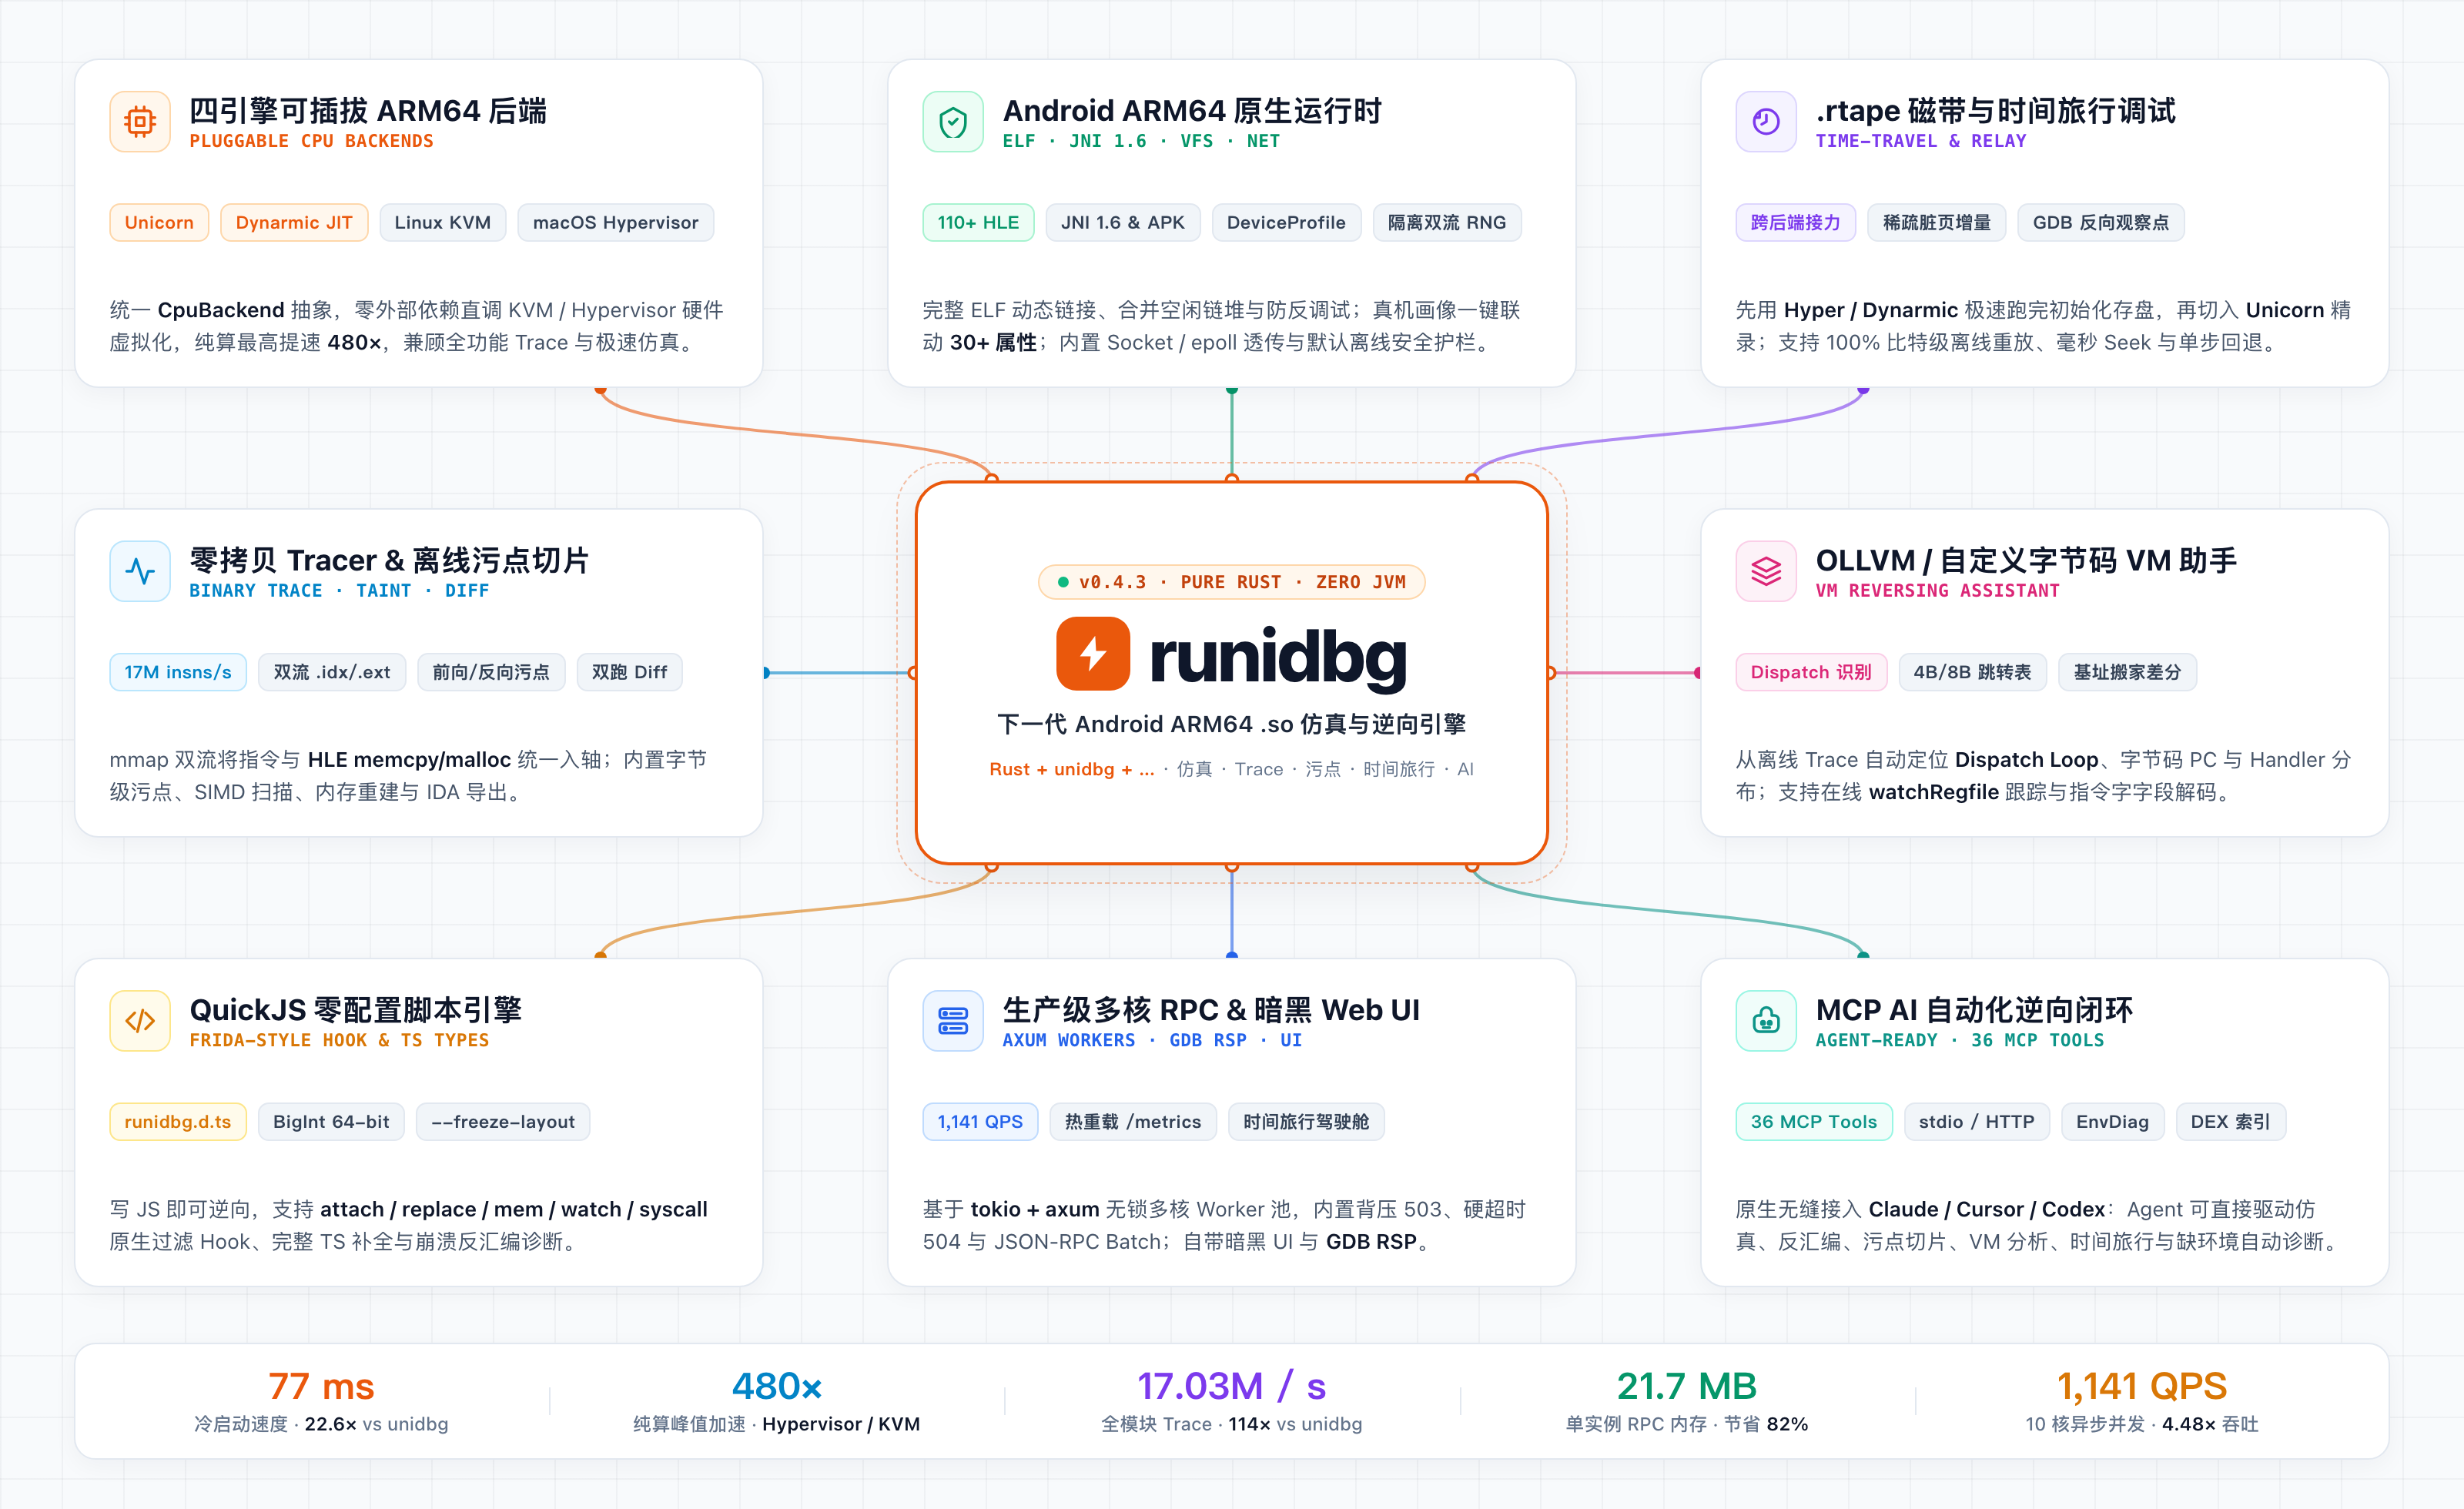 四引擎可插拔 ARM64 后端
PLUGGABLE CPU BACKENDS
Unicorn
Dynarmic JIT
Linux KVM
macOS Hypervisor
统一 CpuBackend 抽象，零外部依赖直调 KVM / Hypervisor 硬件
虚拟化，纯算最高提速 480×，兼顾全功能 Trace 与极速仿真。
Android ARM64 原生运行时
ELF · JNI 1.6 · VFS · NET
110+ HLE
JNI 1.6 & APK
DeviceProfile
隔离双流 RNG
完整 ELF 动态链接、合并空闲链堆与防反调试；真机画像一键联
动 30+ 属性；内置 Socket / epoll 透传与默认离线安全护栏。
.rtape 磁带与时间旅行调试
TIME-TRAVEL & RELAY
跨后端接力
稀疏脏页增量
GDB 反向观察点
先用 Hyper / Dynarmic 极速跑完初始化存盘，再切入 Unicorn 精
录；支持 100% 比特级离线重放、毫秒 Seek 与单步回退。
零拷贝 Tracer & 离线污点切片
BINARY TRACE · TAINT · DIFF
17M insns/s
双流 .idx/.ext
前向/反向污点
双跑 Diff
mmap 双流将指令与 HLE memcpy/malloc 统一入轴；内置字节
级污点、SIMD 扫描、内存重建与 IDA 导出。
v0.4.3 · PURE RUST · ZERO JVM
runidbg
下一代 Android ARM64 .so 仿真与逆向引擎
Rust + unidbg + ... · 仿真 · Trace · 污点 · 时间旅行 · AI
OLLVM / 自定义字节码 VM 助手
VM REVERSING ASSISTANT
Dispatch 识别
4B/8B 跳转表
基址搬家差分
从离线 Trace 自动定位 Dispatch Loop、字节码 PC 与 Handler 分
布；支持在线 watchRegfile 跟踪与指令字字段解码。
QuickJS 零配置脚本引擎
FRIDA-STYLE HOOK & TS TYPES
runidbg.d.ts
BigInt 64-bit
--freeze-layout
写 JS 即可逆向，支持 attach / replace / mem / watch / syscall
原生过滤 Hook、完整 TS 补全与崩溃反汇编诊断。
生产级多核 RPC & 暗黑 Web UI
AXUM WORKERS · GDB RSP · UI
1,141 QPS
热重载 /metrics
时间旅行驾驶舱
基于 tokio + axum 无锁多核 Worker 池，内置背压 503、硬超时
504 与 JSON-RPC Batch；自带暗黑 UI 与 GDB RSP。
MCP AI 自动化逆向闭环
AGENT-READY · 36 MCP TOOLS
36 MCP Tools
stdio / HTTP
EnvDiag
DEX 索引
原生无缝接入 Claude / Cursor / Codex：Agent 可直接驱动仿
真、反汇编、污点切片、VM 分析、时间旅行与缺环境自动诊断。
77 ms
冷启动速度 · 22.6× vs unidbg
480×
纯算峰值加速 · Hypervisor / KVM
17.03M / s
全模块 Trace · 114× vs unidbg
21.7 MB
单实例 RPC 内存 · 节省 82%
1,141 QPS
10 核异步并发 · 4.48× 吞吐